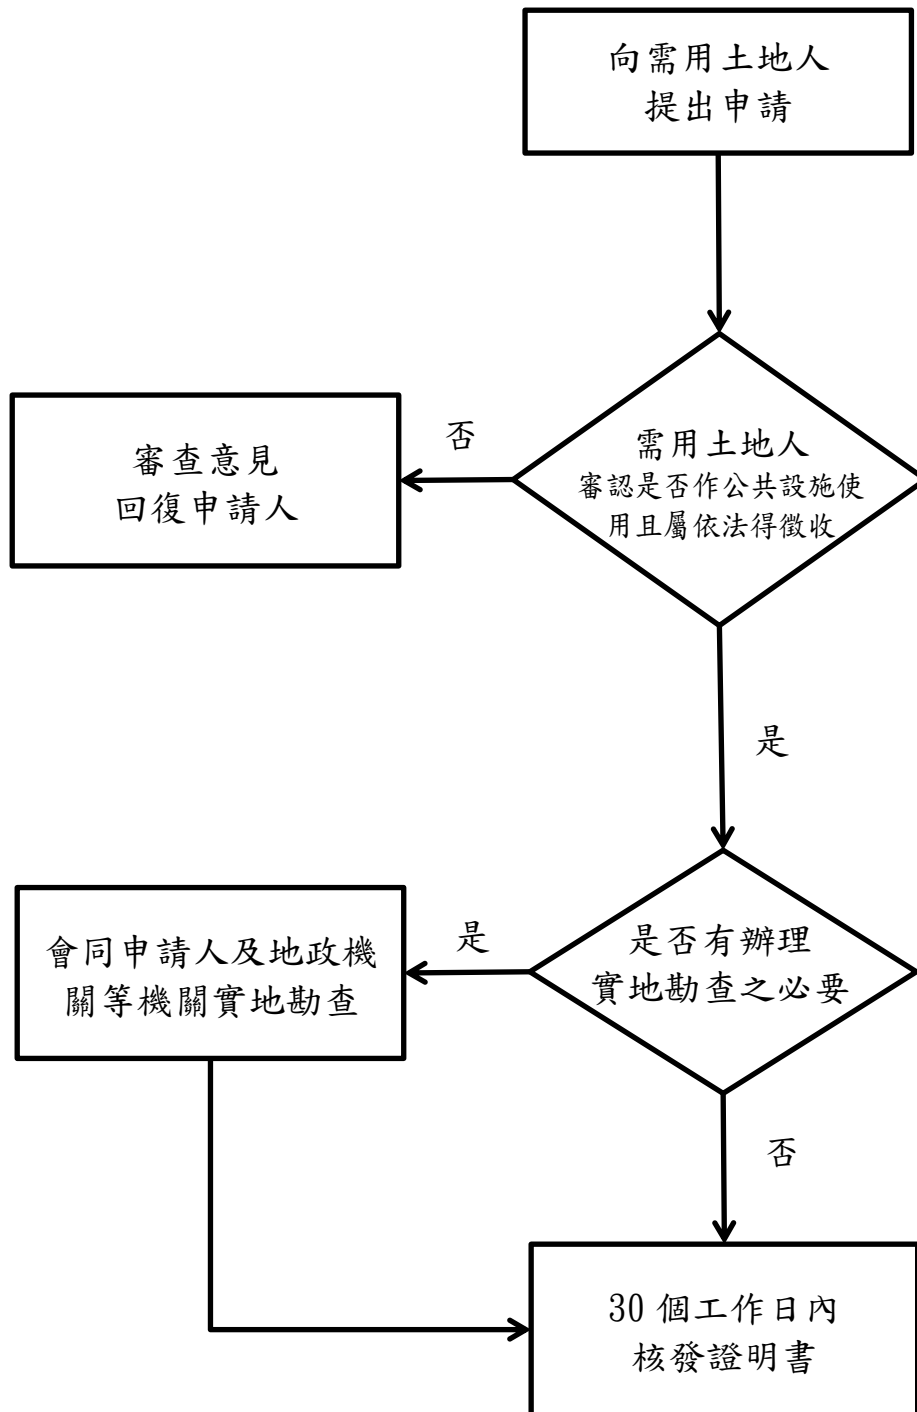 向需用土地人
提出申請
否
審查意見
回復申請人
需用土地人
審認是否作公共設施使
用且屬依法得徵收
是
是
會同申請人及地政機
關等機關實地勘查
是否有辦理
實地勘查之必要
否
30 個工作日內
核發證明書